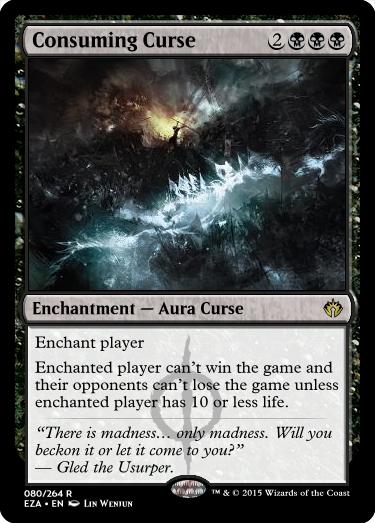 Consuming Curse 2
Enchantment — Aura Curse
Enchant player
Enchanted player can't win the game and
their opponents can't lose the game unless
enchanted player has 10 or less life.
“There is madness… only madness. Will you
beckon it or let it come to you?”
— Gled the Usurper.
080/264 R
™ & © 2015 Wizards of the Coast
EZA • EN Lin Wenjun